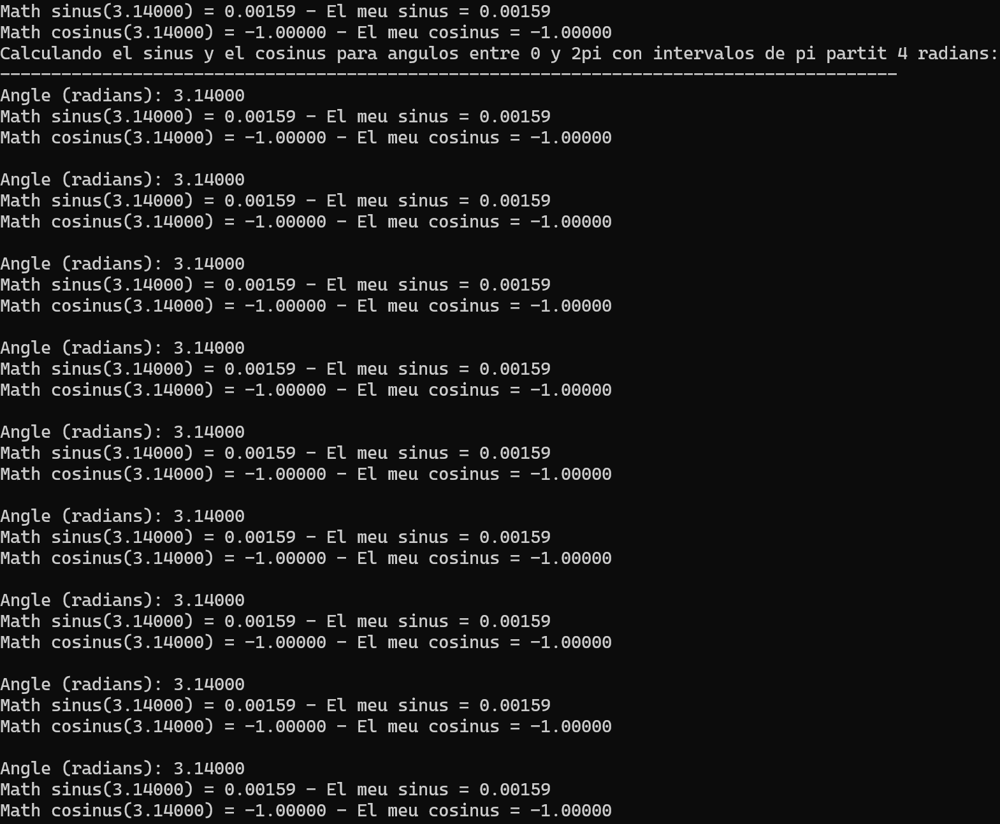 Math sinus(3.14000) = 0.00159 - El meu sinus = 0.00159
Math cosinus(3.14000) = -1.00000 - El meu cosinus = -1.00000
Calculando el sinus y el cosinus para angulos entre 0 y 2pi con intervalos de pi partit 4 radians:
----------------------------------------------------------------------------------------
Angle (radians): 3.14000
Math sinus(3.14000) = 0.00159 - El meu sinus = 0.00159
Math cosinus(3.14000) = -1.00000 - El meu cosinus = -1.00000
Angle (radians): 3.14000
Math sinus(3.14000) = 0.00159 - El meu sinus = 0.00159
Math cosinus(3.14000) = -1.00000 - El meu cosinus = -1.00000
Angle (radians): 3.14000
Math sinus(3.14000) = 0.00159 - El meu sinus = 0.00159
Math cosinus(3.14000) = -1.00000 - El meu cosinus = -1.00000
Angle (radians): 3.14000
Math sinus(3.14000) = 0.00159 - El meu sinus = 0.00159
Math cosinus(3.14000) = -1.00000 - El meu cosinus = -1.00000
Angle (radians): 3.14000
Math sinus(3.14000) = 0.00159 - El meu sinus = 0.00159
Math cosinus(3.14000) = -1.00000 - El meu cosinus = -1.00000
Angle (radians): 3.14000
Math sinus(3.14000) = 0.00159 - El meu sinus = 0.00159
Math cosinus(3.14000) = -1.00000 - El meu cosinus = -1.00000
Angle (radians): 3.14000
Math sinus(3.14000) = 0.00159 - El meu sinus = 0.00159
Math cosinus(3.14000) = -1.00000 - El meu cosinus = -1.00000
Angle (radians): 3.14000
Math sinus(3.14000) = 0.00159 - El meu sinus = 0.00159
Math cosinus(3.14000) = -1.00000 - El meu cosinus = -1.00000
Angle (radians): 3.14000
Math sinus(3.14000) = 0.00159 - El meu sinus = 0.00159
Math cosinus(3.14000) = -1.00000 - El meu cosinus = -1.00000